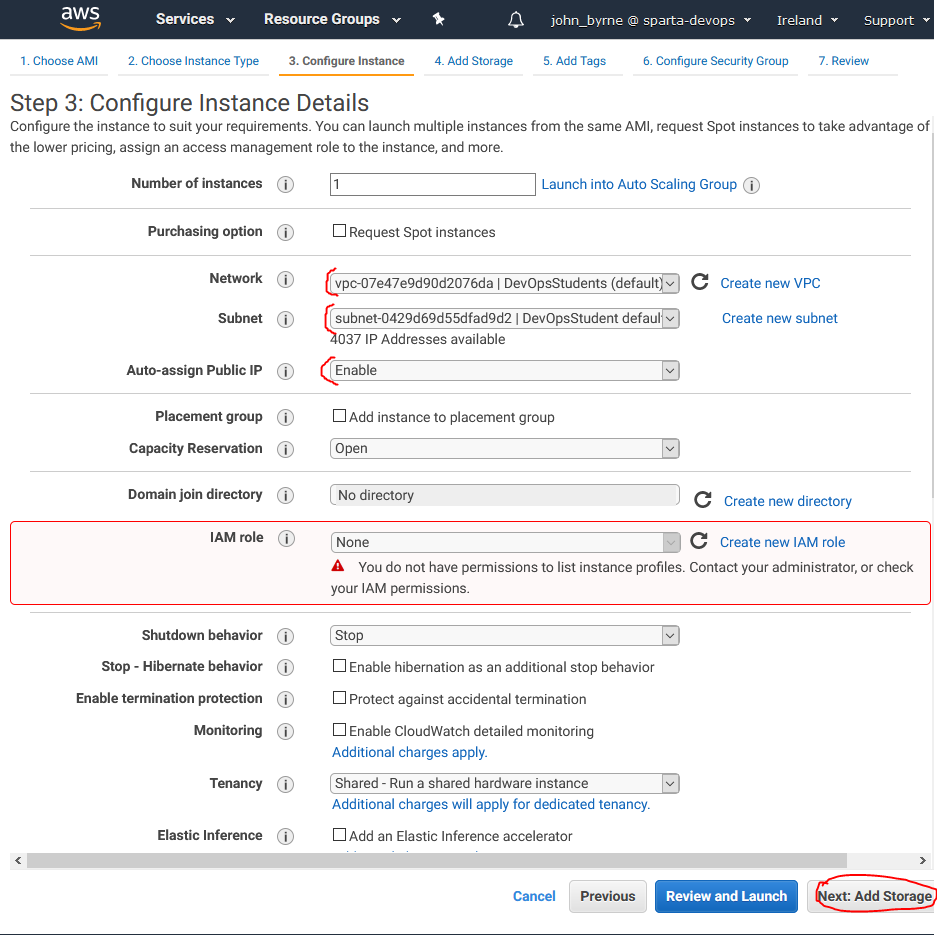 aws Services Resource Groups john_byrne @ sparta-devops Ireland Support
1. Choose AMI 2. Choose Instance Type 3. Configure Instance 4. Add Storage 5. Add Tags 6. Configure Security Group 7. Review
Step 3: Configure Instance Details
Configure the instance to suit your requirements. You can launch multiple instances from the same AMI, request Spot instances to take advantage of
the lower pricing, assign an access management role to the instance, and more.
Number of instances i 1 Launch into Auto Scaling Group i
Purchasing option i Request Spot instances
Network i vpc-07e47e9d90d2076da | DevOpsStudents (default) Create new VPC
Subnet i subnet-0429d69d55dfad9d2 | DevOpsStudent defaul Create new subnet
4037 IP Addresses available
Auto-assign Public IP i Enable
Placement group i Add instance to placement group
Capacity Reservation i Open
Domain join directory i No directory Create new directory
IAM role i None Create new IAM role
You do not have permissions to list instance profiles. Contact your administrator, or check
your IAM permissions.
Shutdown behavior i Stop
Stop - Hibernate behavior i Enable hibernation as an additional stop behavior
Enable termination protection i Protect against accidental termination
Monitoring i Enable CloudWatch detailed monitoring
Additional charges apply.
Tenancy i Shared - Run a shared hardware instance
Additional charges will apply for dedicated tenancy.
Elastic Inference i Add an Elastic Inference accelerator
Cancel Previous Review and Launch Next: Add Storage